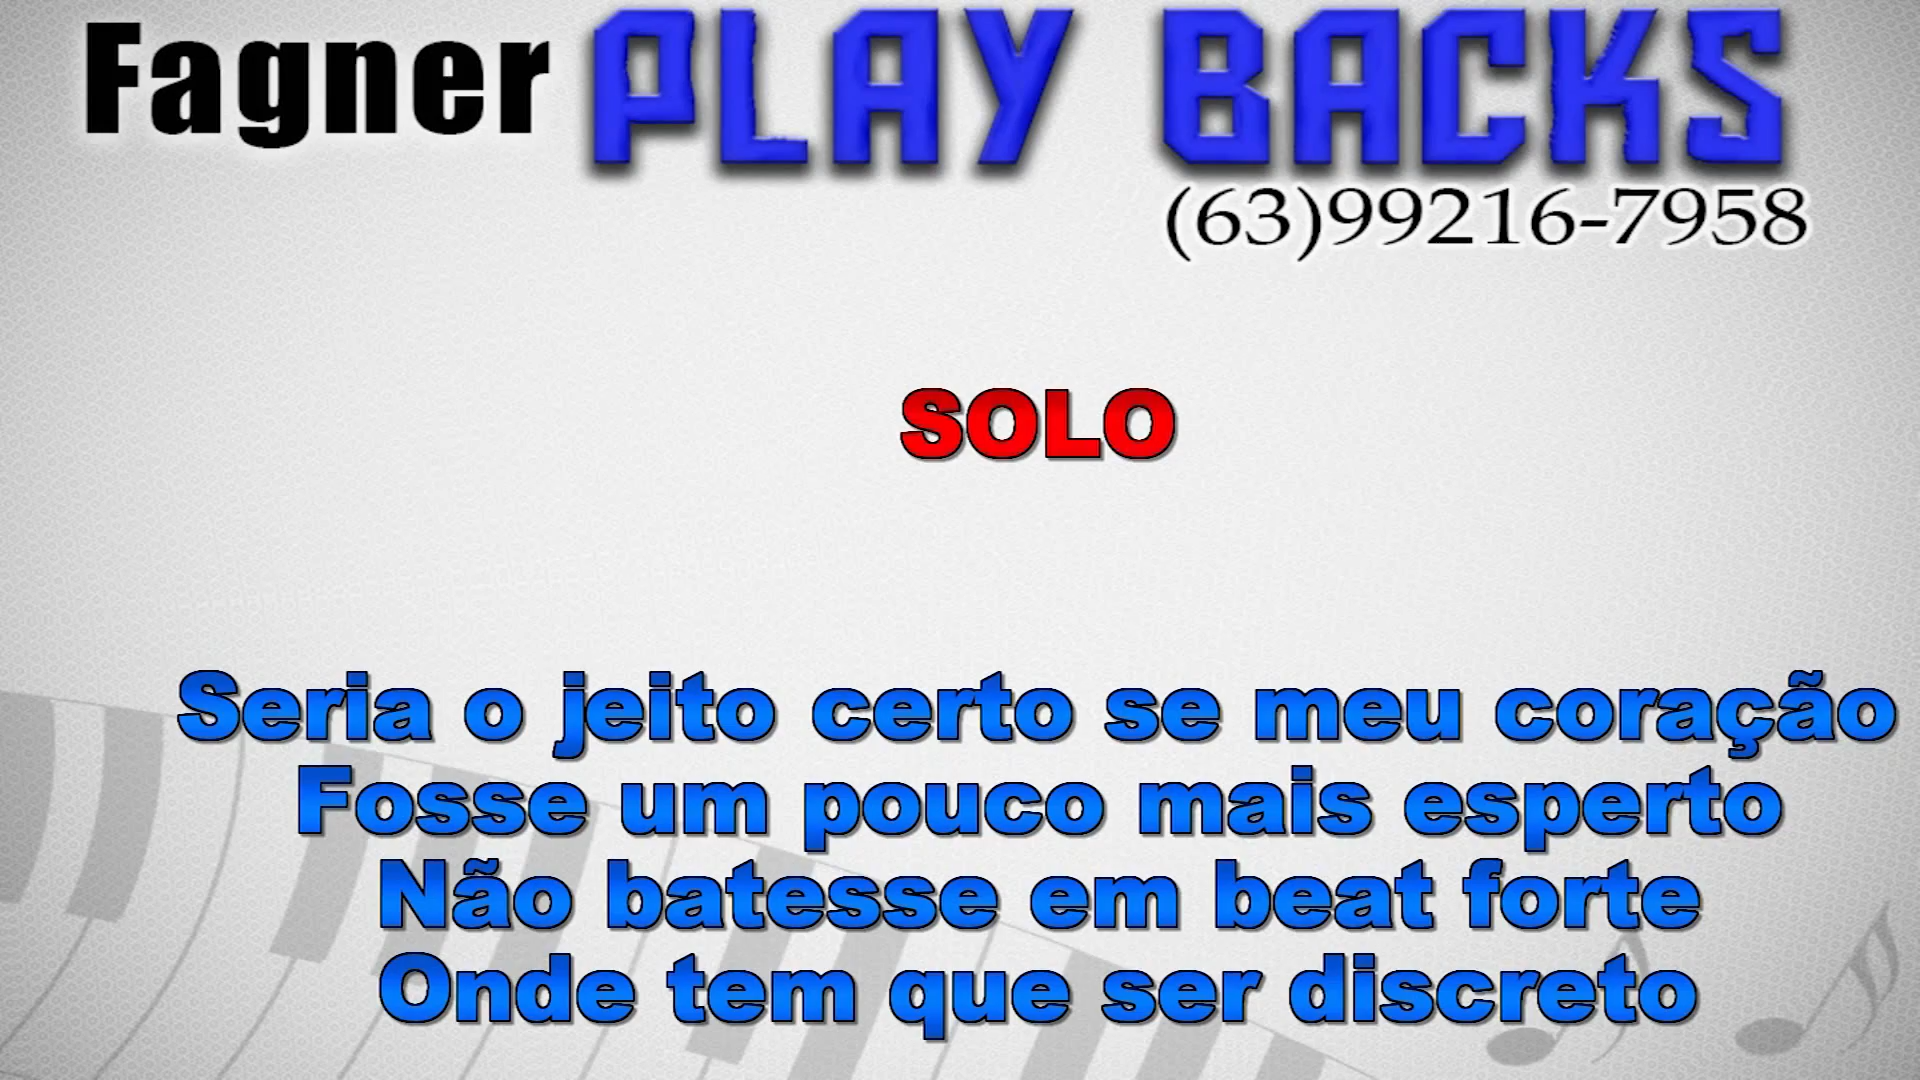 Fagner PLAY BACKS
(63)99216-7958
SOLO
Seria o jeito certo se meu coração
Fosse um pouco mais esperto
Não batesse em beat forte
Onde tem que ser discreto